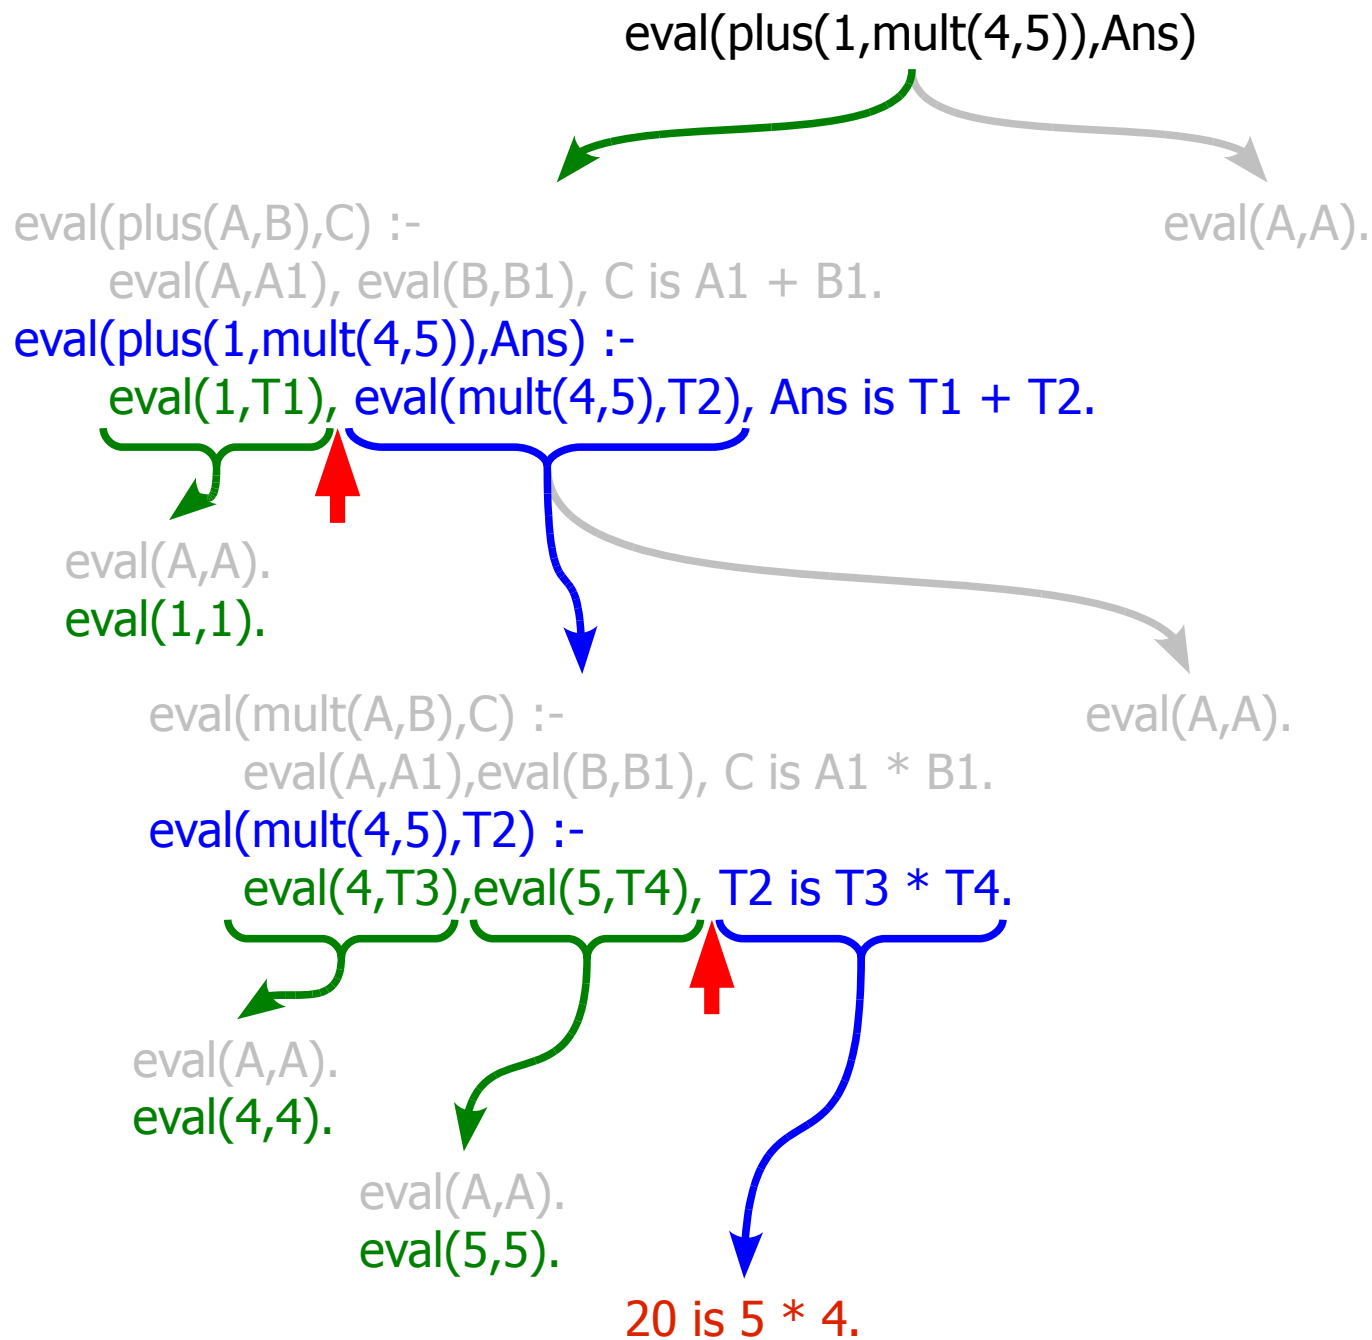 eval(plus(1,mult(4,5)),Ans)
eval(plus(A,B),C) :-
eval(A,A).
eval(A,A1), eval(B,B1), C is A1 + B1.
eval(plus(1,mult(4,5)),Ans) :-
eval(1,T1), eval(mult(4,5),T2), Ans is T1 + T2.
eval(A,A).
eval(1,1).
eval(mult(A,B),C) :-
eval(A,A).
eval(A,A1),eval(B,B1), C is A1 * B1.
eval(mult(4,5),T2) :-
eval(4,T3),eval(5,T4), T2 is T3 * T4.
eval(A,A).
eval(4,4).
eval(A,A).
eval(5,5).
20 is 5 * 4.